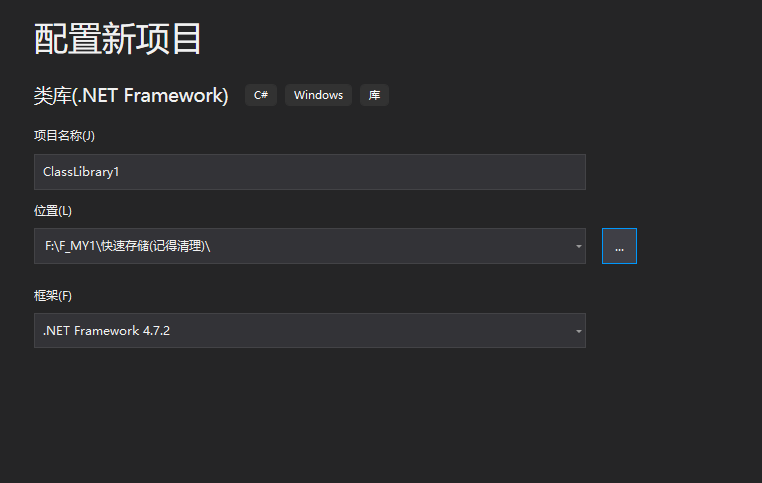 配置新项目
类库(.NET Framework) C# Windows 库
项目名称(J)
ClassLibrary1
位置(L)
F:\F_MY1\快速存储(记得清理)\ ...
框架(F)
.NET Framework 4.7.2